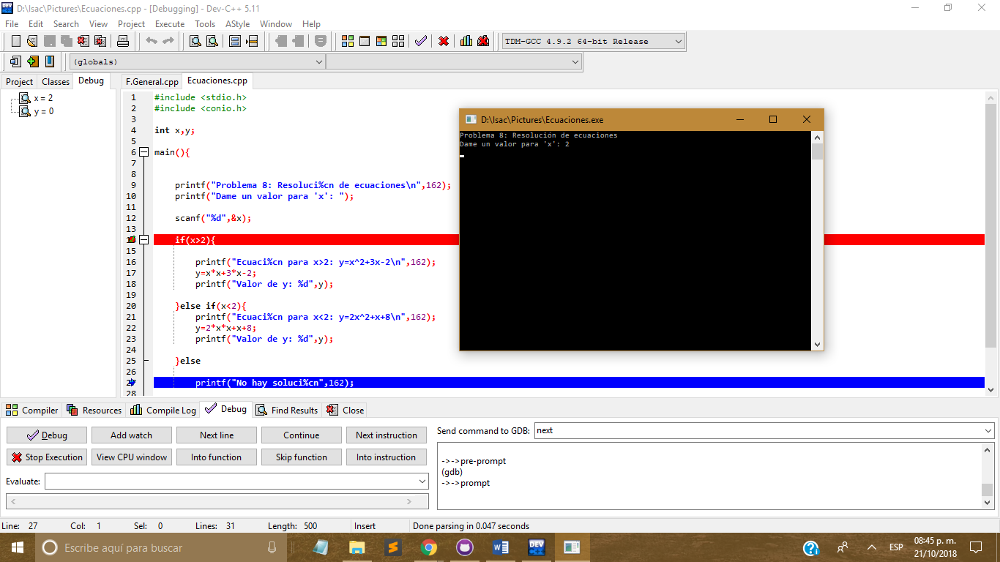 D:\Isac\Pictures\Ecuaciones.cpp - [Debugging] - Dev-C++ 5.11
File Edit Search View Project Execute Tools AStyle Window Help
TDM-GCC 4.9.2 64-bit Release
(globals)
Project Classes Debug
F.General.cpp Ecuaciones.cpp
x = 2
y = 0
1 #include <stdio.h>
2 #include <conio.h>
3
4 int x,y;
5
6 main(){
7
8
9 printf("Problema 8: Resoluci%cn de ecuaciones\n",162);
10 printf("Dame un valor para 'x': ");
11
12 scanf("%d",&x);
13
if(x>2){
15
16 printf("Ecuaci%cn para x>2: y=x^2+3x-2\n",162);
17 y=x*x+3*x-2;
18 printf("Valor de y: %d",y);
19
20 }else if(x<2){
21 printf("Ecuaci%cn para x<2: y=2x^2+x+8\n",162);
22 y=2*x*x+x+8;
23 printf("Valor de y: %d",y);
24
25 }else
26
27 printf("No hay soluci%cn",162);
28
D:\Isac\Pictures\Ecuaciones.exe
Problema 8: Resolución de ecuaciones
Dame un valor para 'x': 2
Compiler Resources Compile Log Debug Find Results Close
Debug Add watch Next line Continue Next instruction
Stop Execution View CPU window Into function Skip function Into instruction
Evaluate:
Send command to GDB: next
->->pre-prompt
(gdb)
->->prompt
Line: 27 Col: 1 Sel: 0 Lines: 31 Length: 500 Insert Done parsing in 0.047 seconds
Escribe aquí para buscar
DEV
ESP
08:45 p. m.
21/10/2018